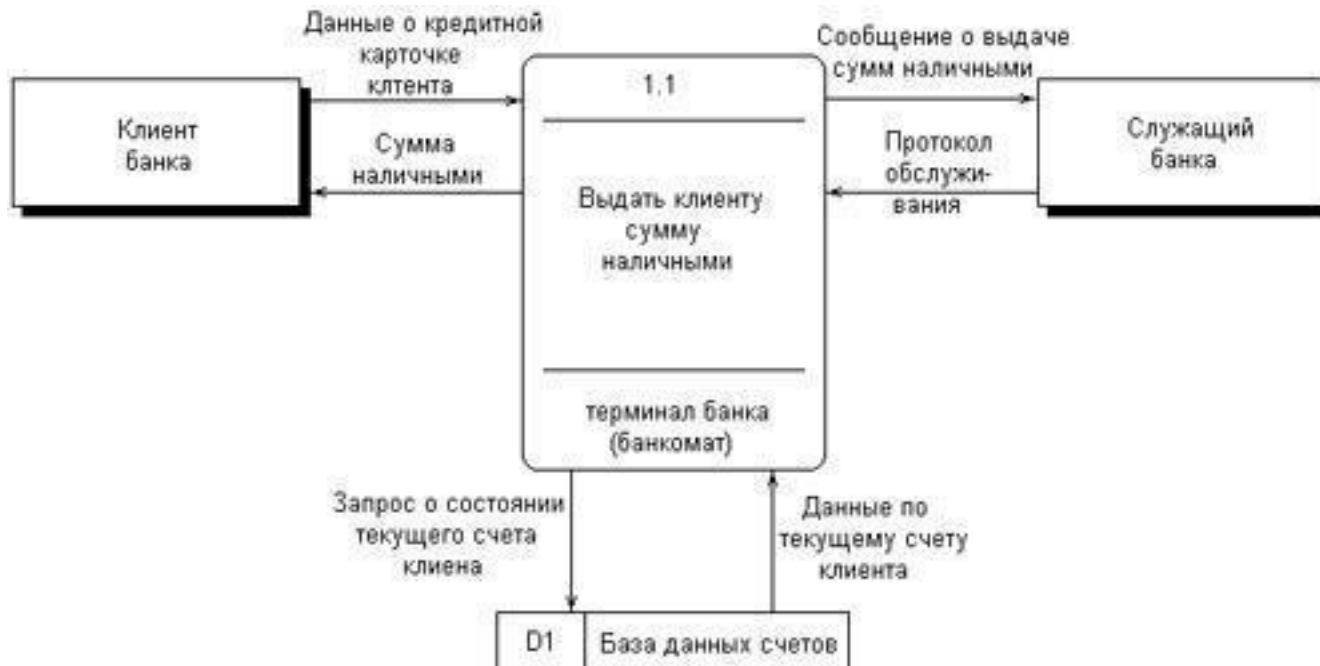 Данные о кредитной
карточке
клтента
Сообщение о выдаче
сумм наличными
1,1
Клиент
банка
Служащий
банка
Сумма
наличными
Протокол
обслужи-
вания
Выдать клиенту
сумму
наличными
терминал банка
(банкомат)
Запрос о состоянии
текущего счета
клиена
Данные по
текущему счету
клиента
D1
База данных счетов